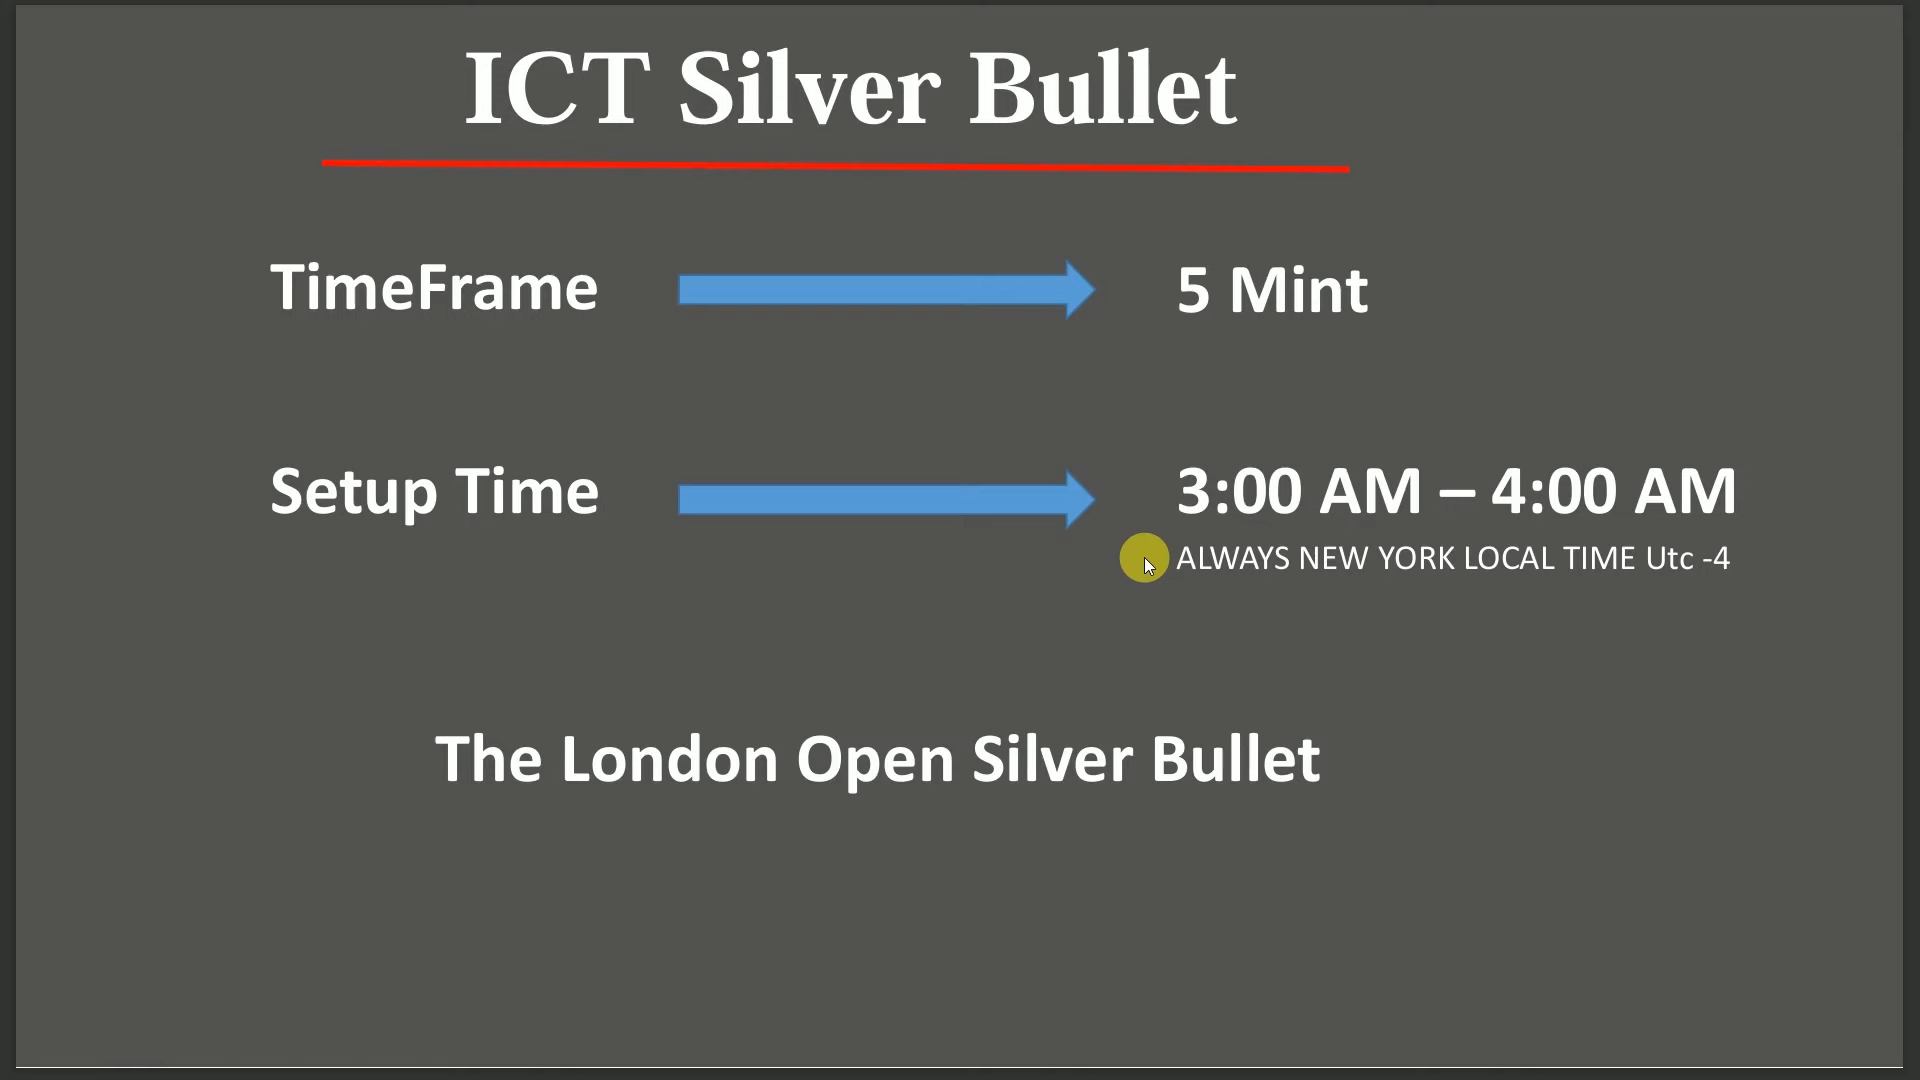 ICT Silver Bullet
TimeFrame
5 Mint
Setup Time
3:00 AM – 4:00 AM
ALWAYS NEW YORK LOCAL TIME Utc -4
The London Open Silver Bullet